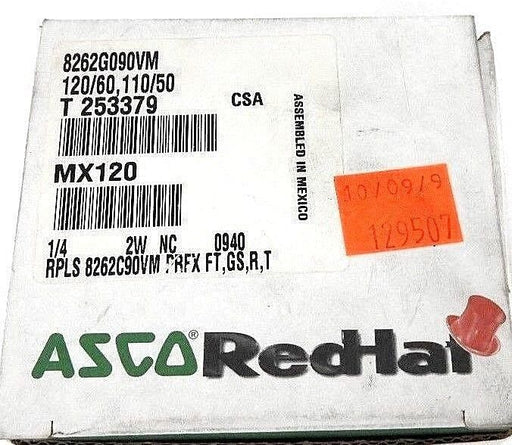 8262G090VM
120/60,110/50
T 253379
CSA
ASSEMBLED IN MEXICO
MX120
1/4 2W NC 0940
RPLS 8262C90VM PRFX FT,GS,R,T
10/09/9
129507
ASCO® RedHat